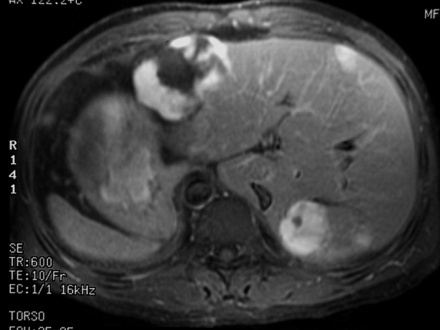 AX 122.2+C
MF
R
1
4
1
SE
TR:600
TE:10/Fr
EC:1/1 16kHz
TORSO